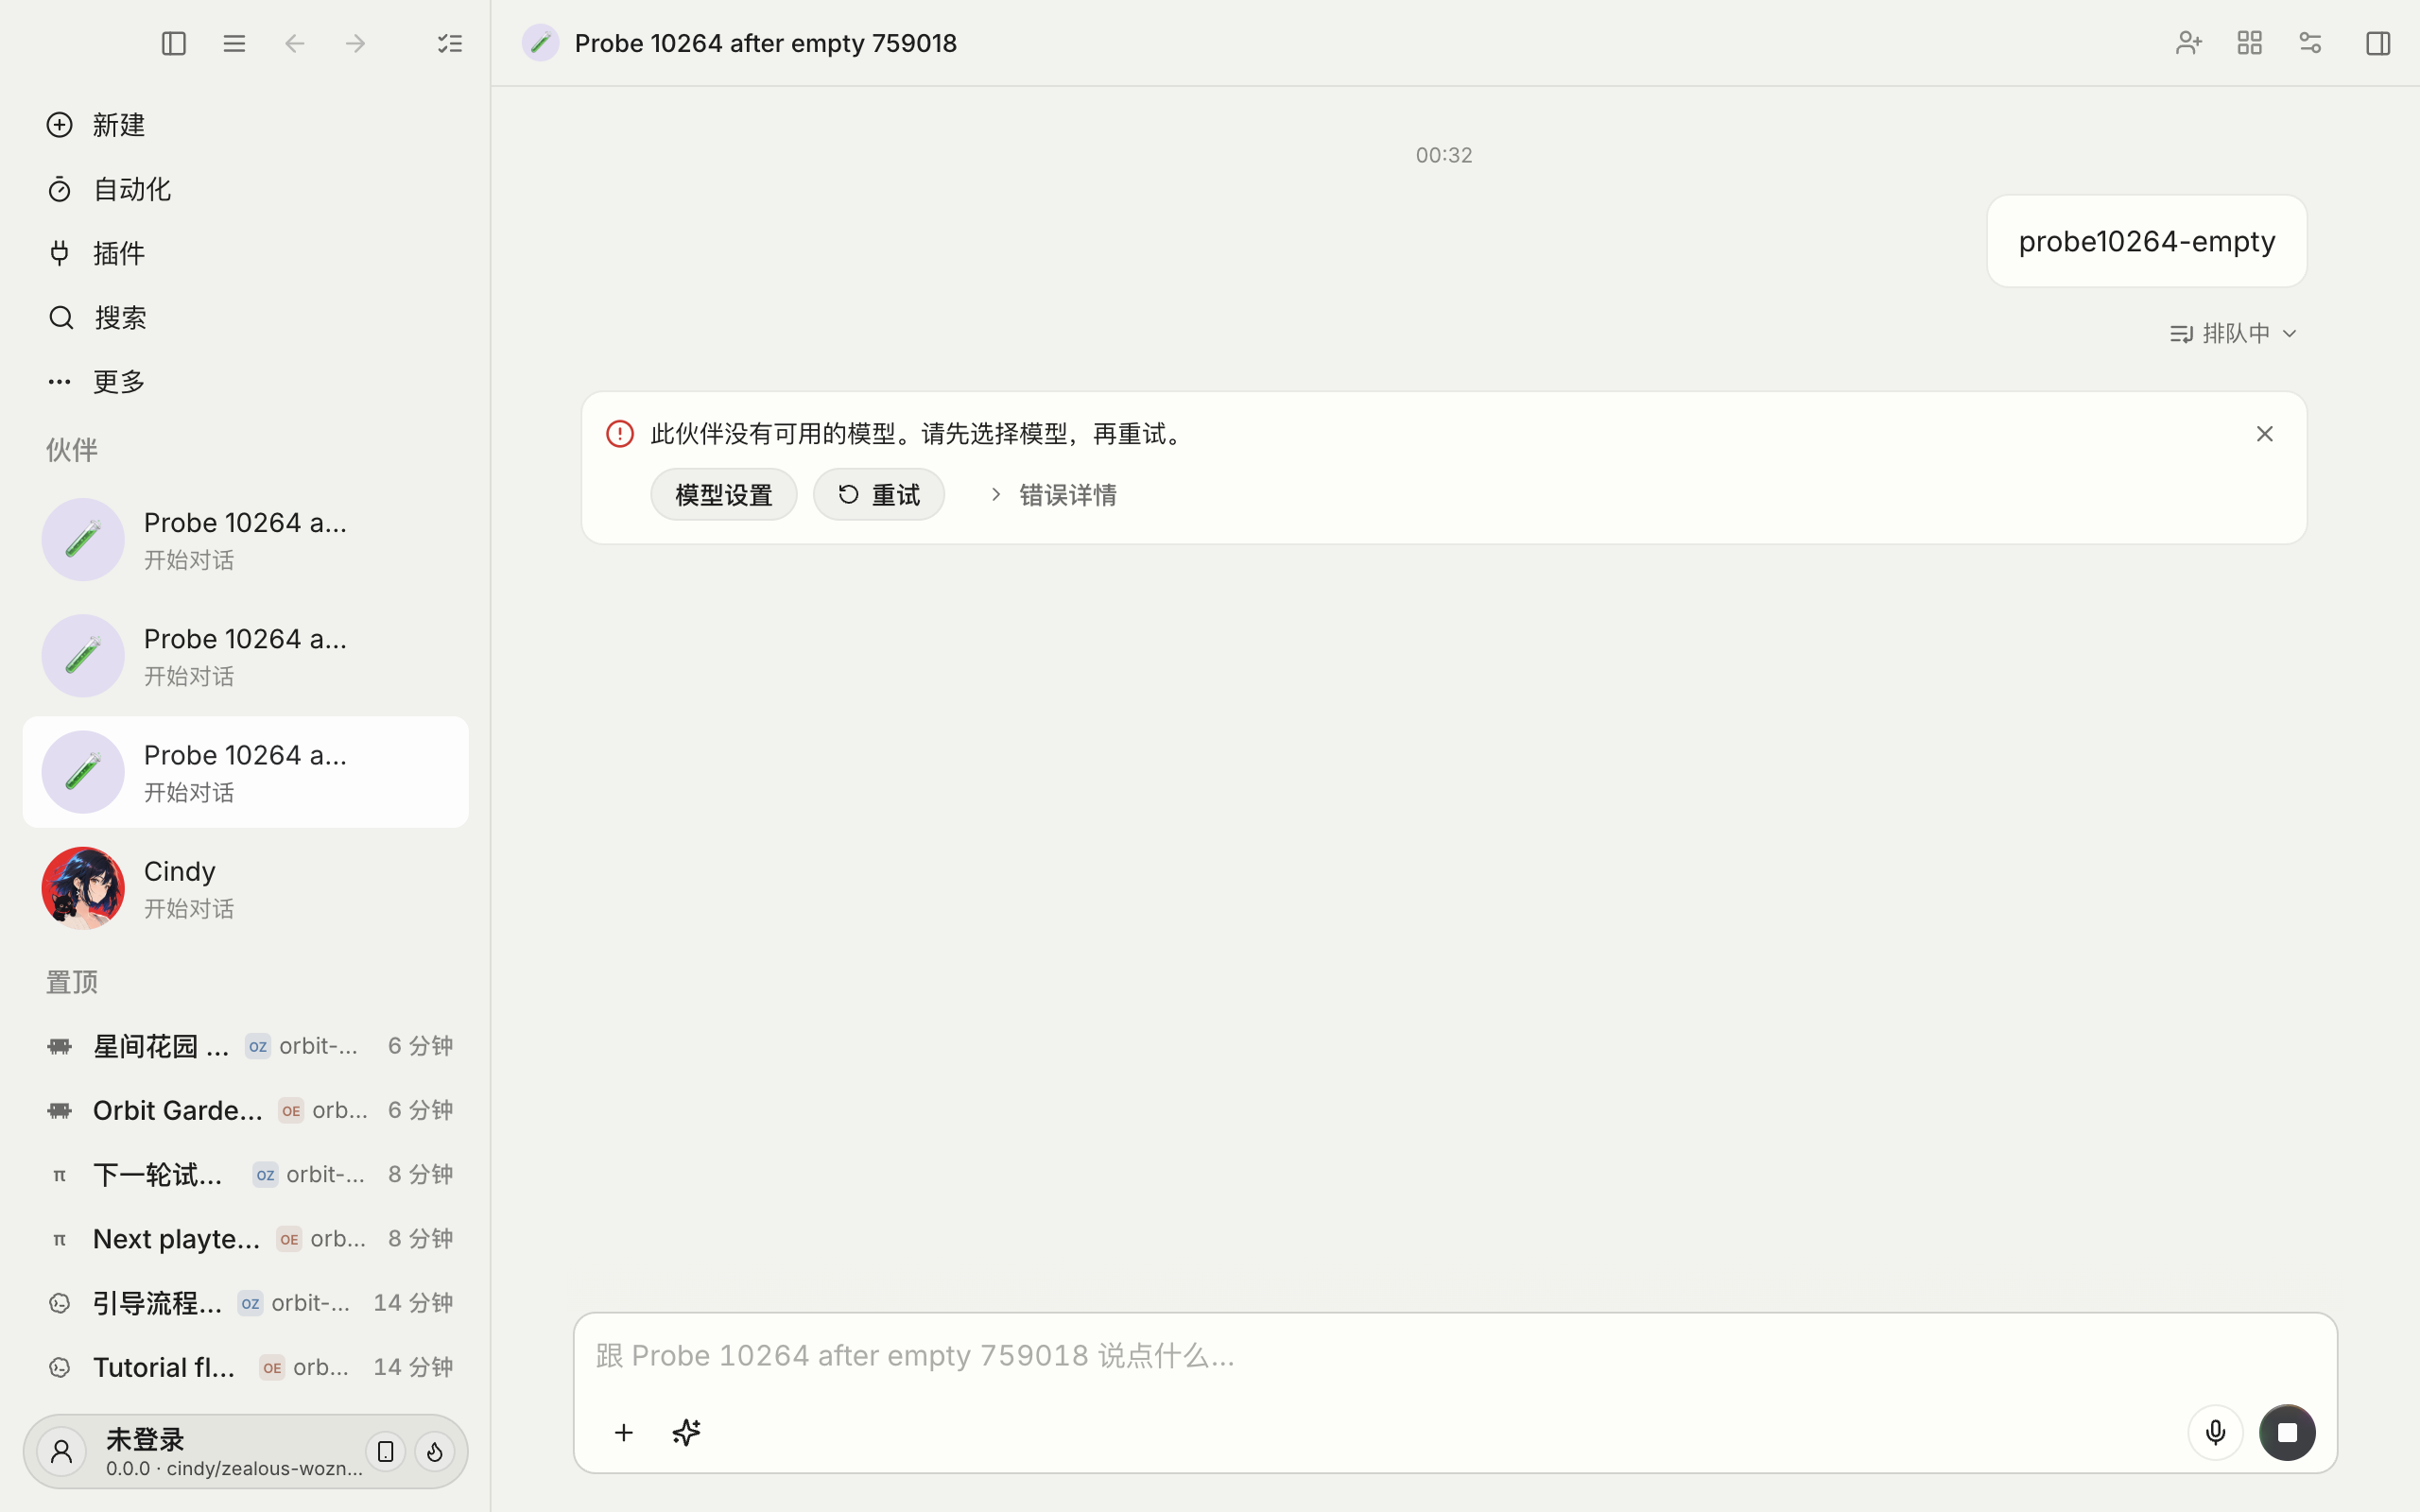 Probe 10264 after empty 759018
新建
自动化
插件
搜索
更多
伙伴
Probe 10264 a...
开始对话
Probe 10264 a...
开始对话
Probe 10264 a...
开始对话
Cindy
开始对话
置顶
星间花园 ... OZ orbit-... 6 分钟
Orbit Garde... OE orb... 6 分钟
π 下一轮试... OZ orbit-... 8 分钟
π Next playte... OE orb... 8 分钟
引导流程... OZ orbit-... 14 分钟
Tutorial fl... OE orb... 14 分钟
未登录
0.0.0 · cindy/zealous-wozn...
00:32
probe10264-empty
排队中
此伙伴没有可用的模型。请先选择模型，再重试。
模型设置 重试 错误详情
跟 Probe 10264 after empty 759018 说点什么...